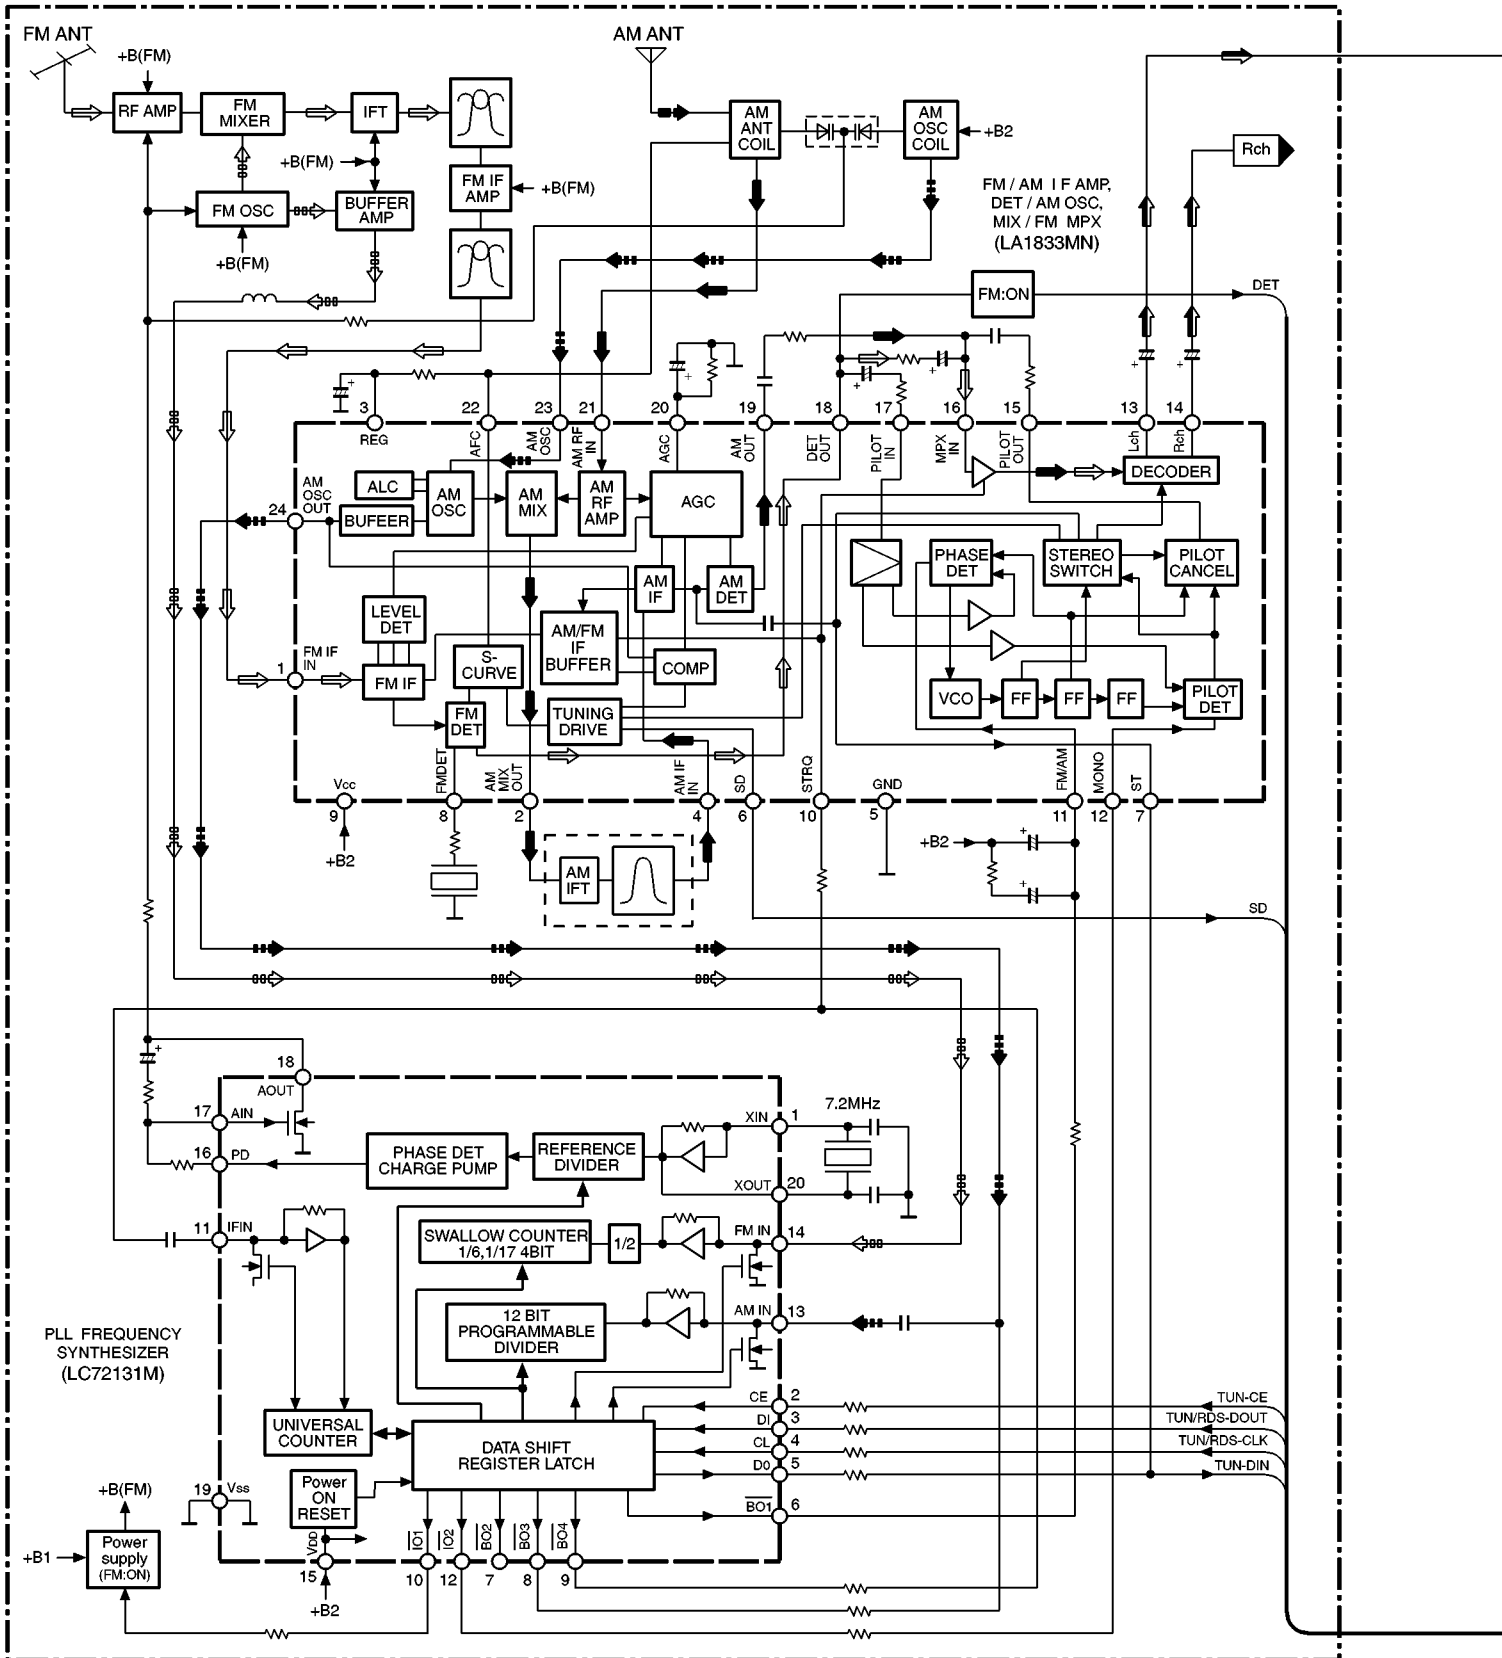 FM ANT
+B(FM)
RF AMP
FM
MIXER
IFT
+B(FM)
FM OSC
BUFFER
AMP
+B(FM)
FM IF
AMP
+B(FM)
AM ANT
AM
ANT
COIL
AM
OSC
COIL
+B2
FM / AM I F AMP,
DET / AM OSC,
MIX / FM MPX
(LA1833MN)
Rch
FM:ON
DET
3
22
23
21
20
19
18
17
16
15
13
14
REG
AFC
AM
OSC
AM RF
IN
AGC
AM
OUT
DET
OUT
PILOT
IN
MPX
IN
PILOT
OUT
Lch
Rch
AM
OSC
OUT
24
ALC
BUFEER
AM
OSC
AM
MIX
AM
RF
AMP
AGC
DECODER
LEVEL
DET
AM
IF
AM
DET
PHASE
DET
STEREO
SWITCH
PILOT
CANCEL
1
FM IF
IN
FM IF
S-
CURVE
AM/FM
IF
BUFFER
COMP
FM
DET
TUNING
DRIVE
VCO
FF
FF
FF
PILOT
DET
Vcc
FMDET
AM
MIX
OUT
AM IF
IN
SD
STRQ
GND
FM/AM
MONO
ST
9
8
2
4
6
10
5
11
12
7
+B2
+B2
AM
IFT
SD
18
AOUT
17
AIN
16
PD
PHASE DET
CHARGE PUMP
REFERENCE
DIVIDER
XIN
1
7.2MHz
XOUT
20
11
IFIN
SWALLOW COUNTER
1/6,1/17 4BIT
1/2
FM IN
14
12 BIT
PROGRAMMABLE
DIVIDER
AM IN
13
PLL FREQUENCY
SYNTHESIZER
(LC72131M)
UNIVERSAL
COUNTER
DATA SHIFT
REGISTER LATCH
CE
2
TUN-CE
DI
3
TUN/RDS-DOUT
CL
4
TUN/RDS-CLK
D0
5
TUN-DIN
BO1
6
19
Vss
Power
ON
RESET
VDD
IO1
IO2
BO2
BO3
BO4
15
10
12
7
8
9
+B2
+B(FM)
+B1
Power
supply
(FM:ON)